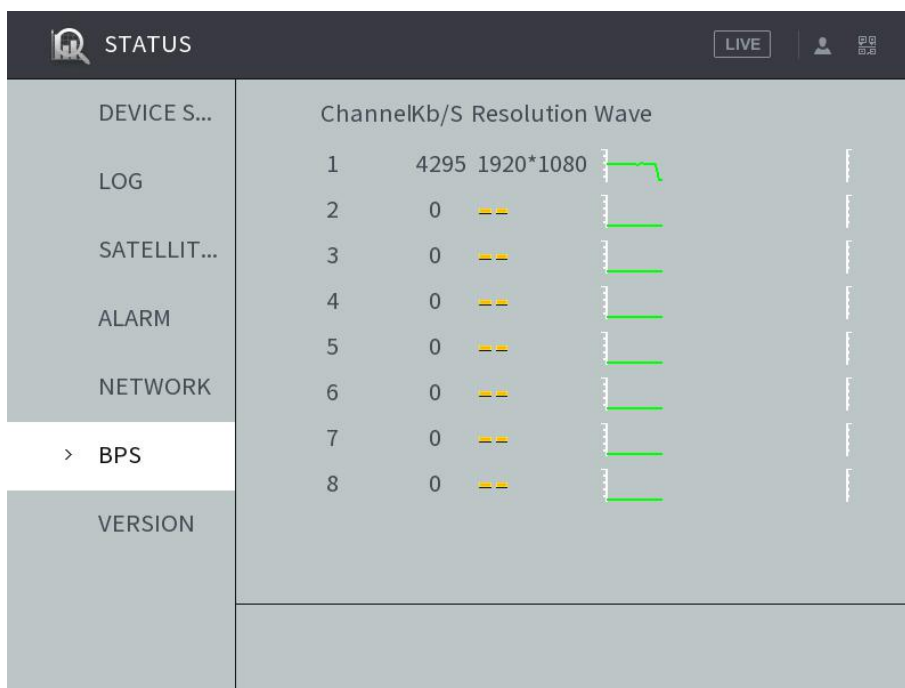 STATUS LIVE
DEVICE S...
LOG
SATELLIT...
ALARM
NETWORK
> BPS
VERSION
ChannelKb/S Resolution Wave
1 4295 1920*1080
2 0 --
3 0 --
4 0 --
5 0 --
6 0 --
7 0 --
8 0 --